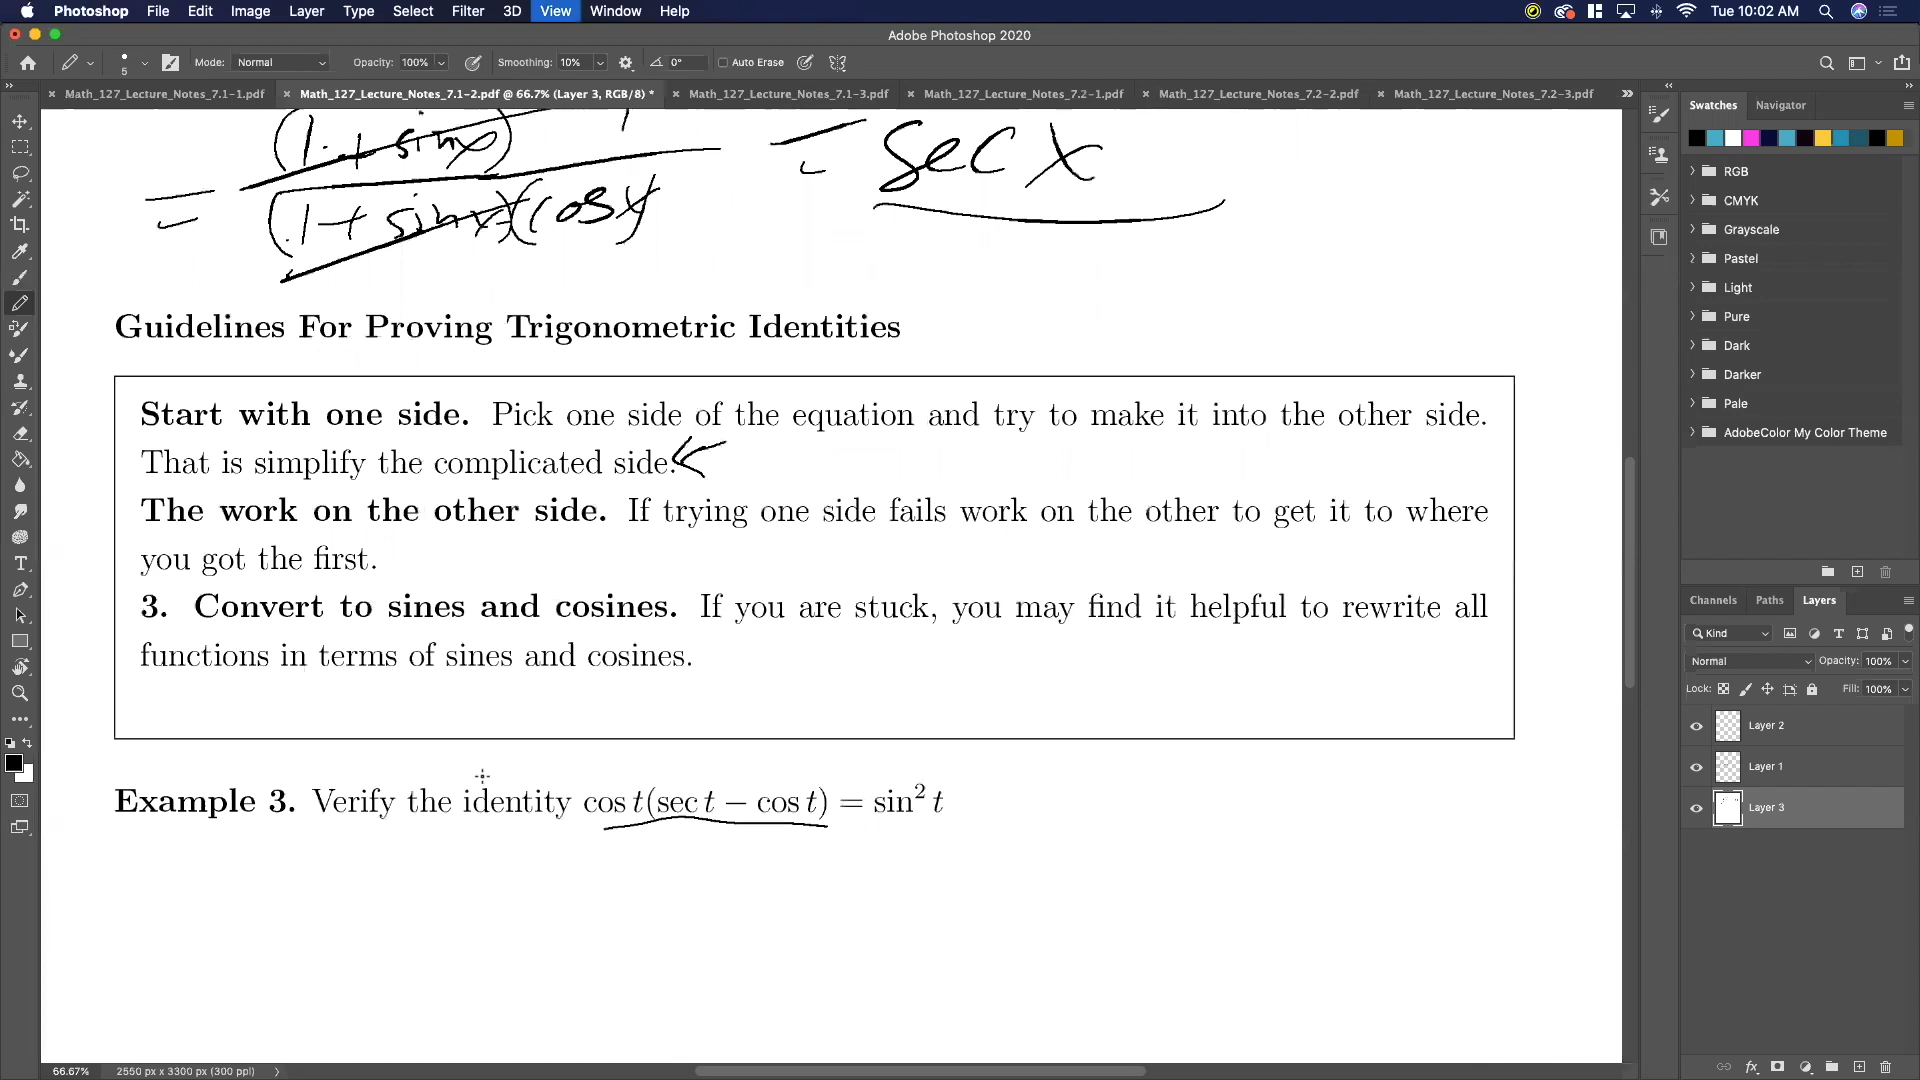 Photoshop File Edit Image Layer Type Select Filter 3D View Window Help Tue 10:02 AM
Adobe Photoshop 2020
5 Mode: Normal Opacity: 100% Smoothing: 10% 0° Auto Erase
Math_127_Lecture_Notes_7.1-1.pdf Math_127_Lecture_Notes_7.1-2.pdf @ 66.7% (Layer 3, RGB/8) * Math_127_Lecture_Notes_7.1-3.pdf Math_127_Lecture_Notes_7.2-1.pdf Math_127_Lecture_Notes_7.2-2.pdf Math_127_Lecture_Notes_7.2-3.pdf
(1 + sinx)
= = sec x
(1 + sinx)(cosx)
Guidelines For Proving Trigonometric Identities
Start with one side. Pick one side of the equation and try to make it into the other side.
That is simplify the complicated side.
The work on the other side. If trying one side fails work on the other to get it to where
you got the first.
3. Convert to sines and cosines. If you are stuck, you may find it helpful to rewrite all
functions in terms of sines and cosines.
Example 3. Verify the identity cos t(sec t − cos t) = sin² t
66.67% 2550 px x 3300 px (300 ppi)
Swatches Navigator
RGB
CMYK
Grayscale
Pastel
Light
Pure
Dark
Darker
Pale
AdobeColor My Color Theme
Channels Paths Layers
Kind
Normal Opacity: 100%
Lock: Fill: 100%
Layer 2
Layer 1
Layer 3
fx